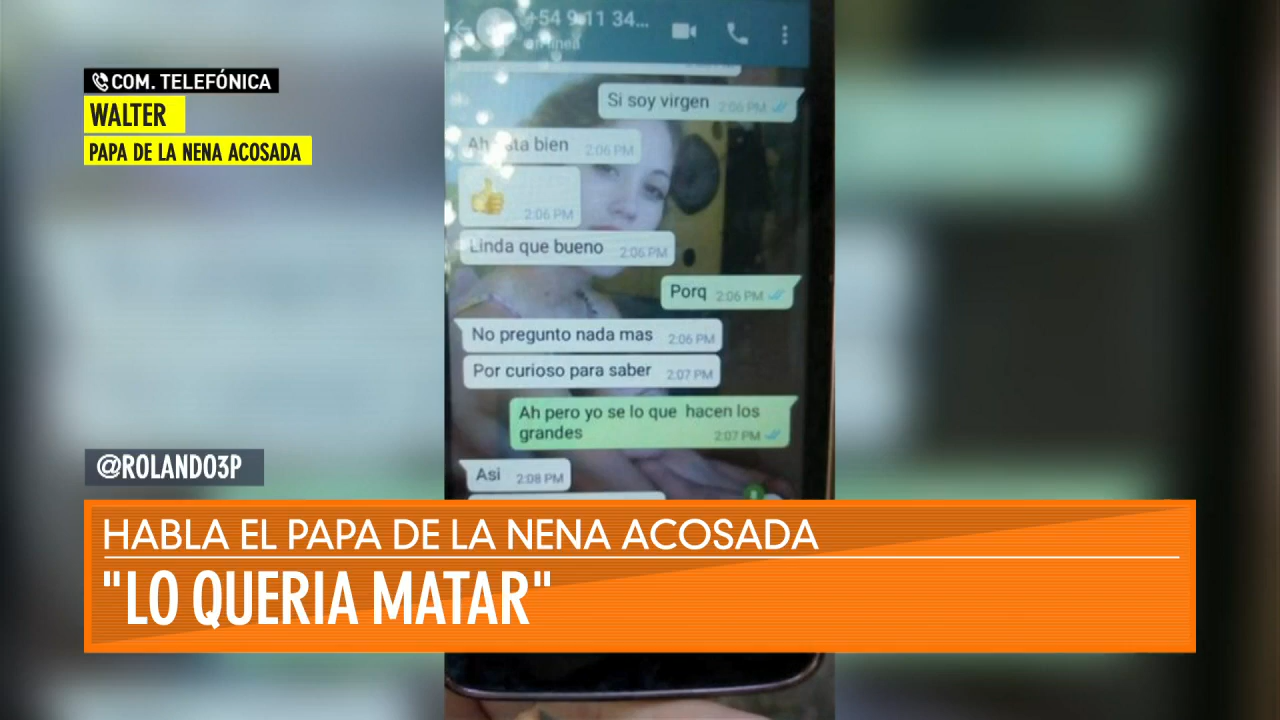 COM. TELEFÓNICA
WALTER
PAPA DE LA NENA ACOSADA
+54 9 11 34...
en línea
Si soy virgen 2:06 PM
Ah esta bien 2:06 PM
2:06 PM
Linda que bueno 2:06 PM
Porq 2:06 PM
No pregunto nada mas 2:06 PM
Por curioso para saber 2:07 PM
Ah pero yo se lo que hacen los
grandes 2:07 PM
Asi 2:08 PM
@ROLANDO3P
HABLA EL PAPA DE LA NENA ACOSADA
"LO QUERIA MATAR"